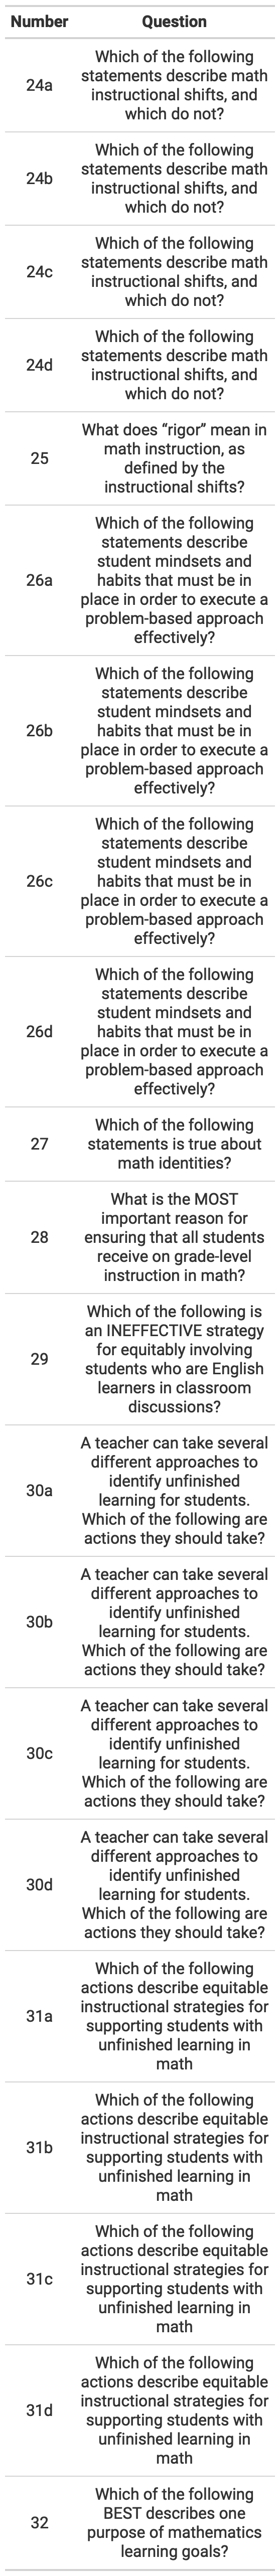 Number Question
24a Which of the following
statements describe math
instructional shifts, and
which do not?
24b Which of the following
statements describe math
instructional shifts, and
which do not?
24c Which of the following
statements describe math
instructional shifts, and
which do not?
24d Which of the following
statements describe math
instructional shifts, and
which do not?
25 What does “rigor” mean in
math instruction, as
defined by the
instructional shifts?
26a Which of the following
statements describe
student mindsets and
habits that must be in
place in order to execute a
problem-based approach
effectively?
26b Which of the following
statements describe
student mindsets and
habits that must be in
place in order to execute a
problem-based approach
effectively?
26c Which of the following
statements describe
student mindsets and
habits that must be in
place in order to execute a
problem-based approach
effectively?
26d Which of the following
statements describe
student mindsets and
habits that must be in
place in order to execute a
problem-based approach
effectively?
27 Which of the following
statements is true about
math identities?
28 What is the MOST
important reason for
ensuring that all students
receive on grade-level
instruction in math?
29 Which of the following is
an INEFFECTIVE strategy
for equitably involving
students who are English
learners in classroom
discussions?
30a A teacher can take several
different approaches to
identify unfinished
learning for students.
Which of the following are
actions they should take?
30b A teacher can take several
different approaches to
identify unfinished
learning for students.
Which of the following are
actions they should take?
30c A teacher can take several
different approaches to
identify unfinished
learning for students.
Which of the following are
actions they should take?
30d A teacher can take several
different approaches to
identify unfinished
learning for students.
Which of the following are
actions they should take?
31a Which of the following
actions describe equitable
instructional strategies for
supporting students with
unfinished learning in
math
31b Which of the following
actions describe equitable
instructional strategies for
supporting students with
unfinished learning in
math
31c Which of the following
actions describe equitable
instructional strategies for
supporting students with
unfinished learning in
math
31d Which of the following
actions describe equitable
instructional strategies for
supporting students with
unfinished learning in
math
32 Which of the following
BEST describes one
purpose of mathematics
learning goals?